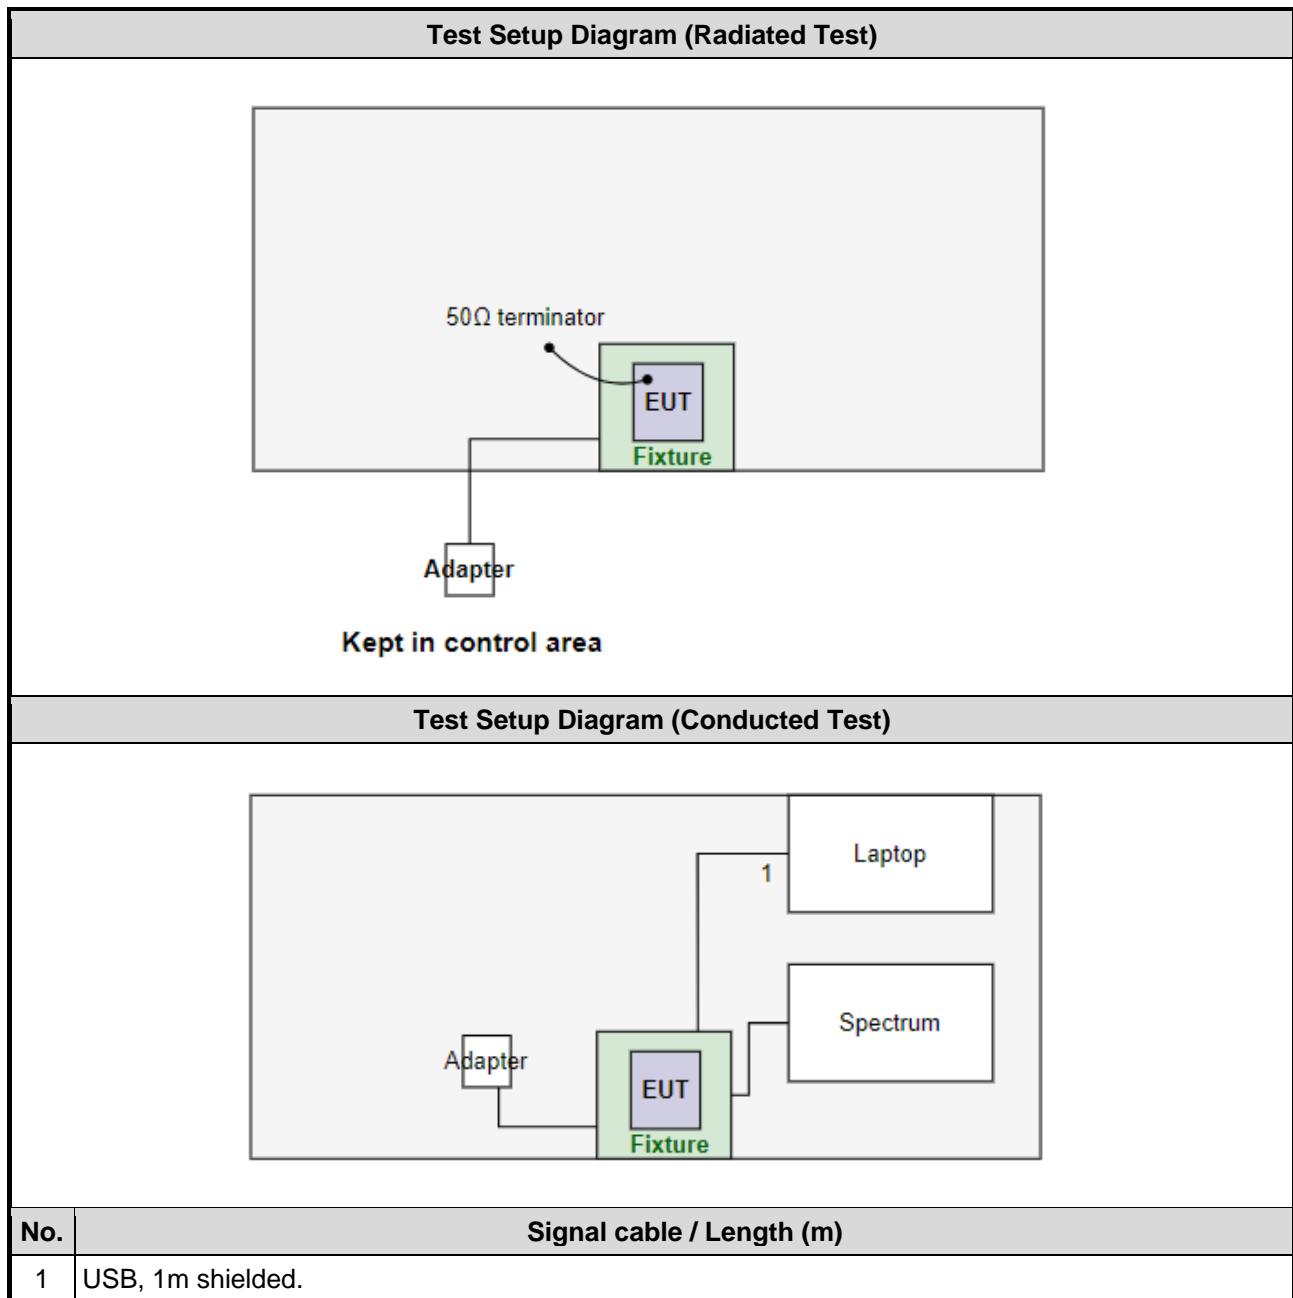 Test Setup Diagram (Radiated Test)
50Ω terminator
EUT
Fixture
Adapter
Kept in control area
Test Setup Diagram (Conducted Test)
Laptop
1
Spectrum
Adapter
EUT
Fixture
No. Signal cable / Length (m)
1 USB, 1m shielded.